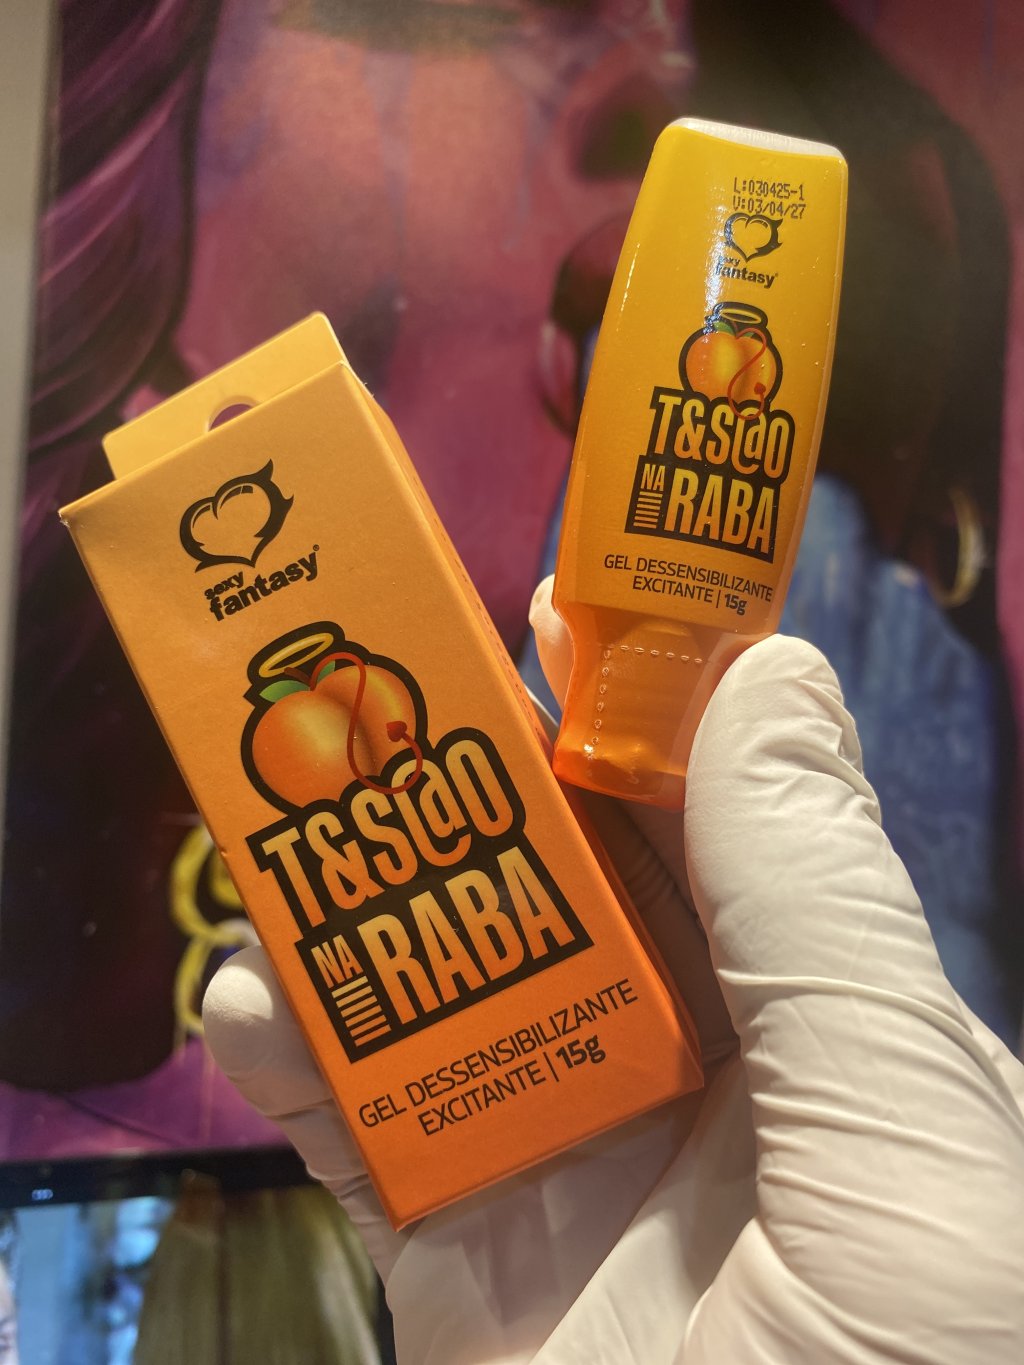 sexy
fantasy®
T&S@O
NA RABA
GEL DESSENSIBILIZANTE
EXCITANTE | 15g
L:030425-1
V:03/04/27
sexy
fantasy®
T&S@O
NA RABA
GEL DESSENSIBILIZANTE
EXCITANTE | 15g